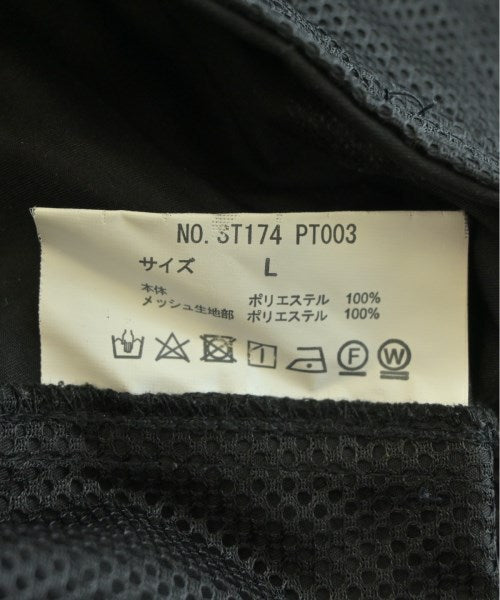 NO. ST174 PT003
サイズ L
本体 ポリエステル 100%
メッシュ生地部 ポリエステル 100%
F W